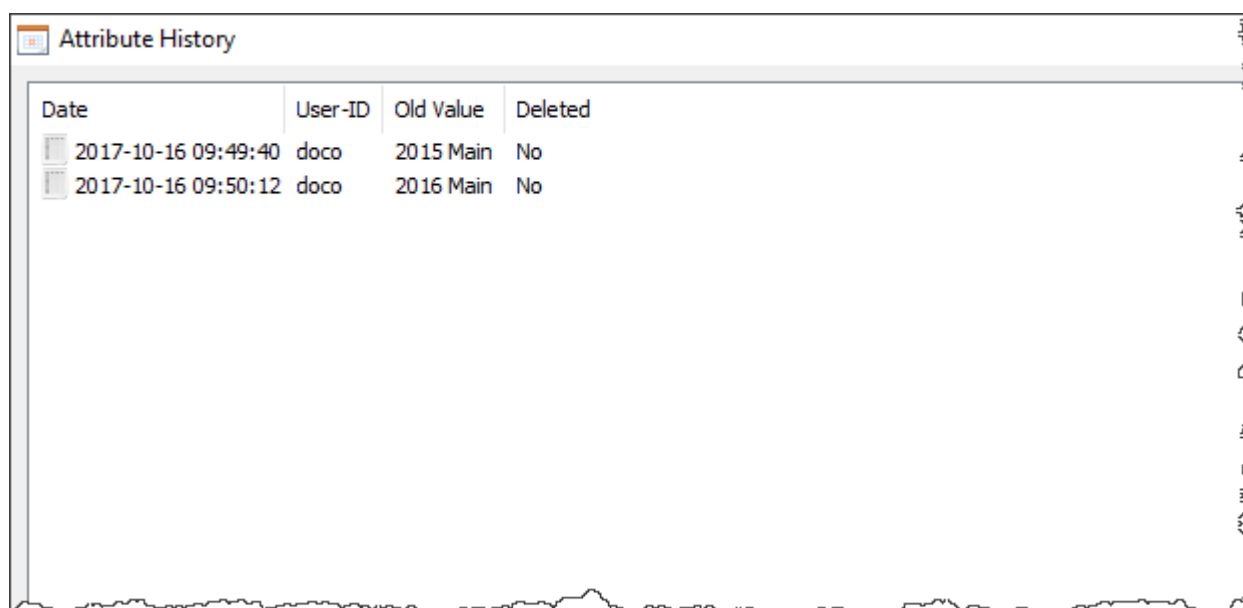 Attribute History
Date User-ID Old Value Deleted
2017-10-16 09:49:40 doco 2015 Main No
2017-10-16 09:50:12 doco 2016 Main No